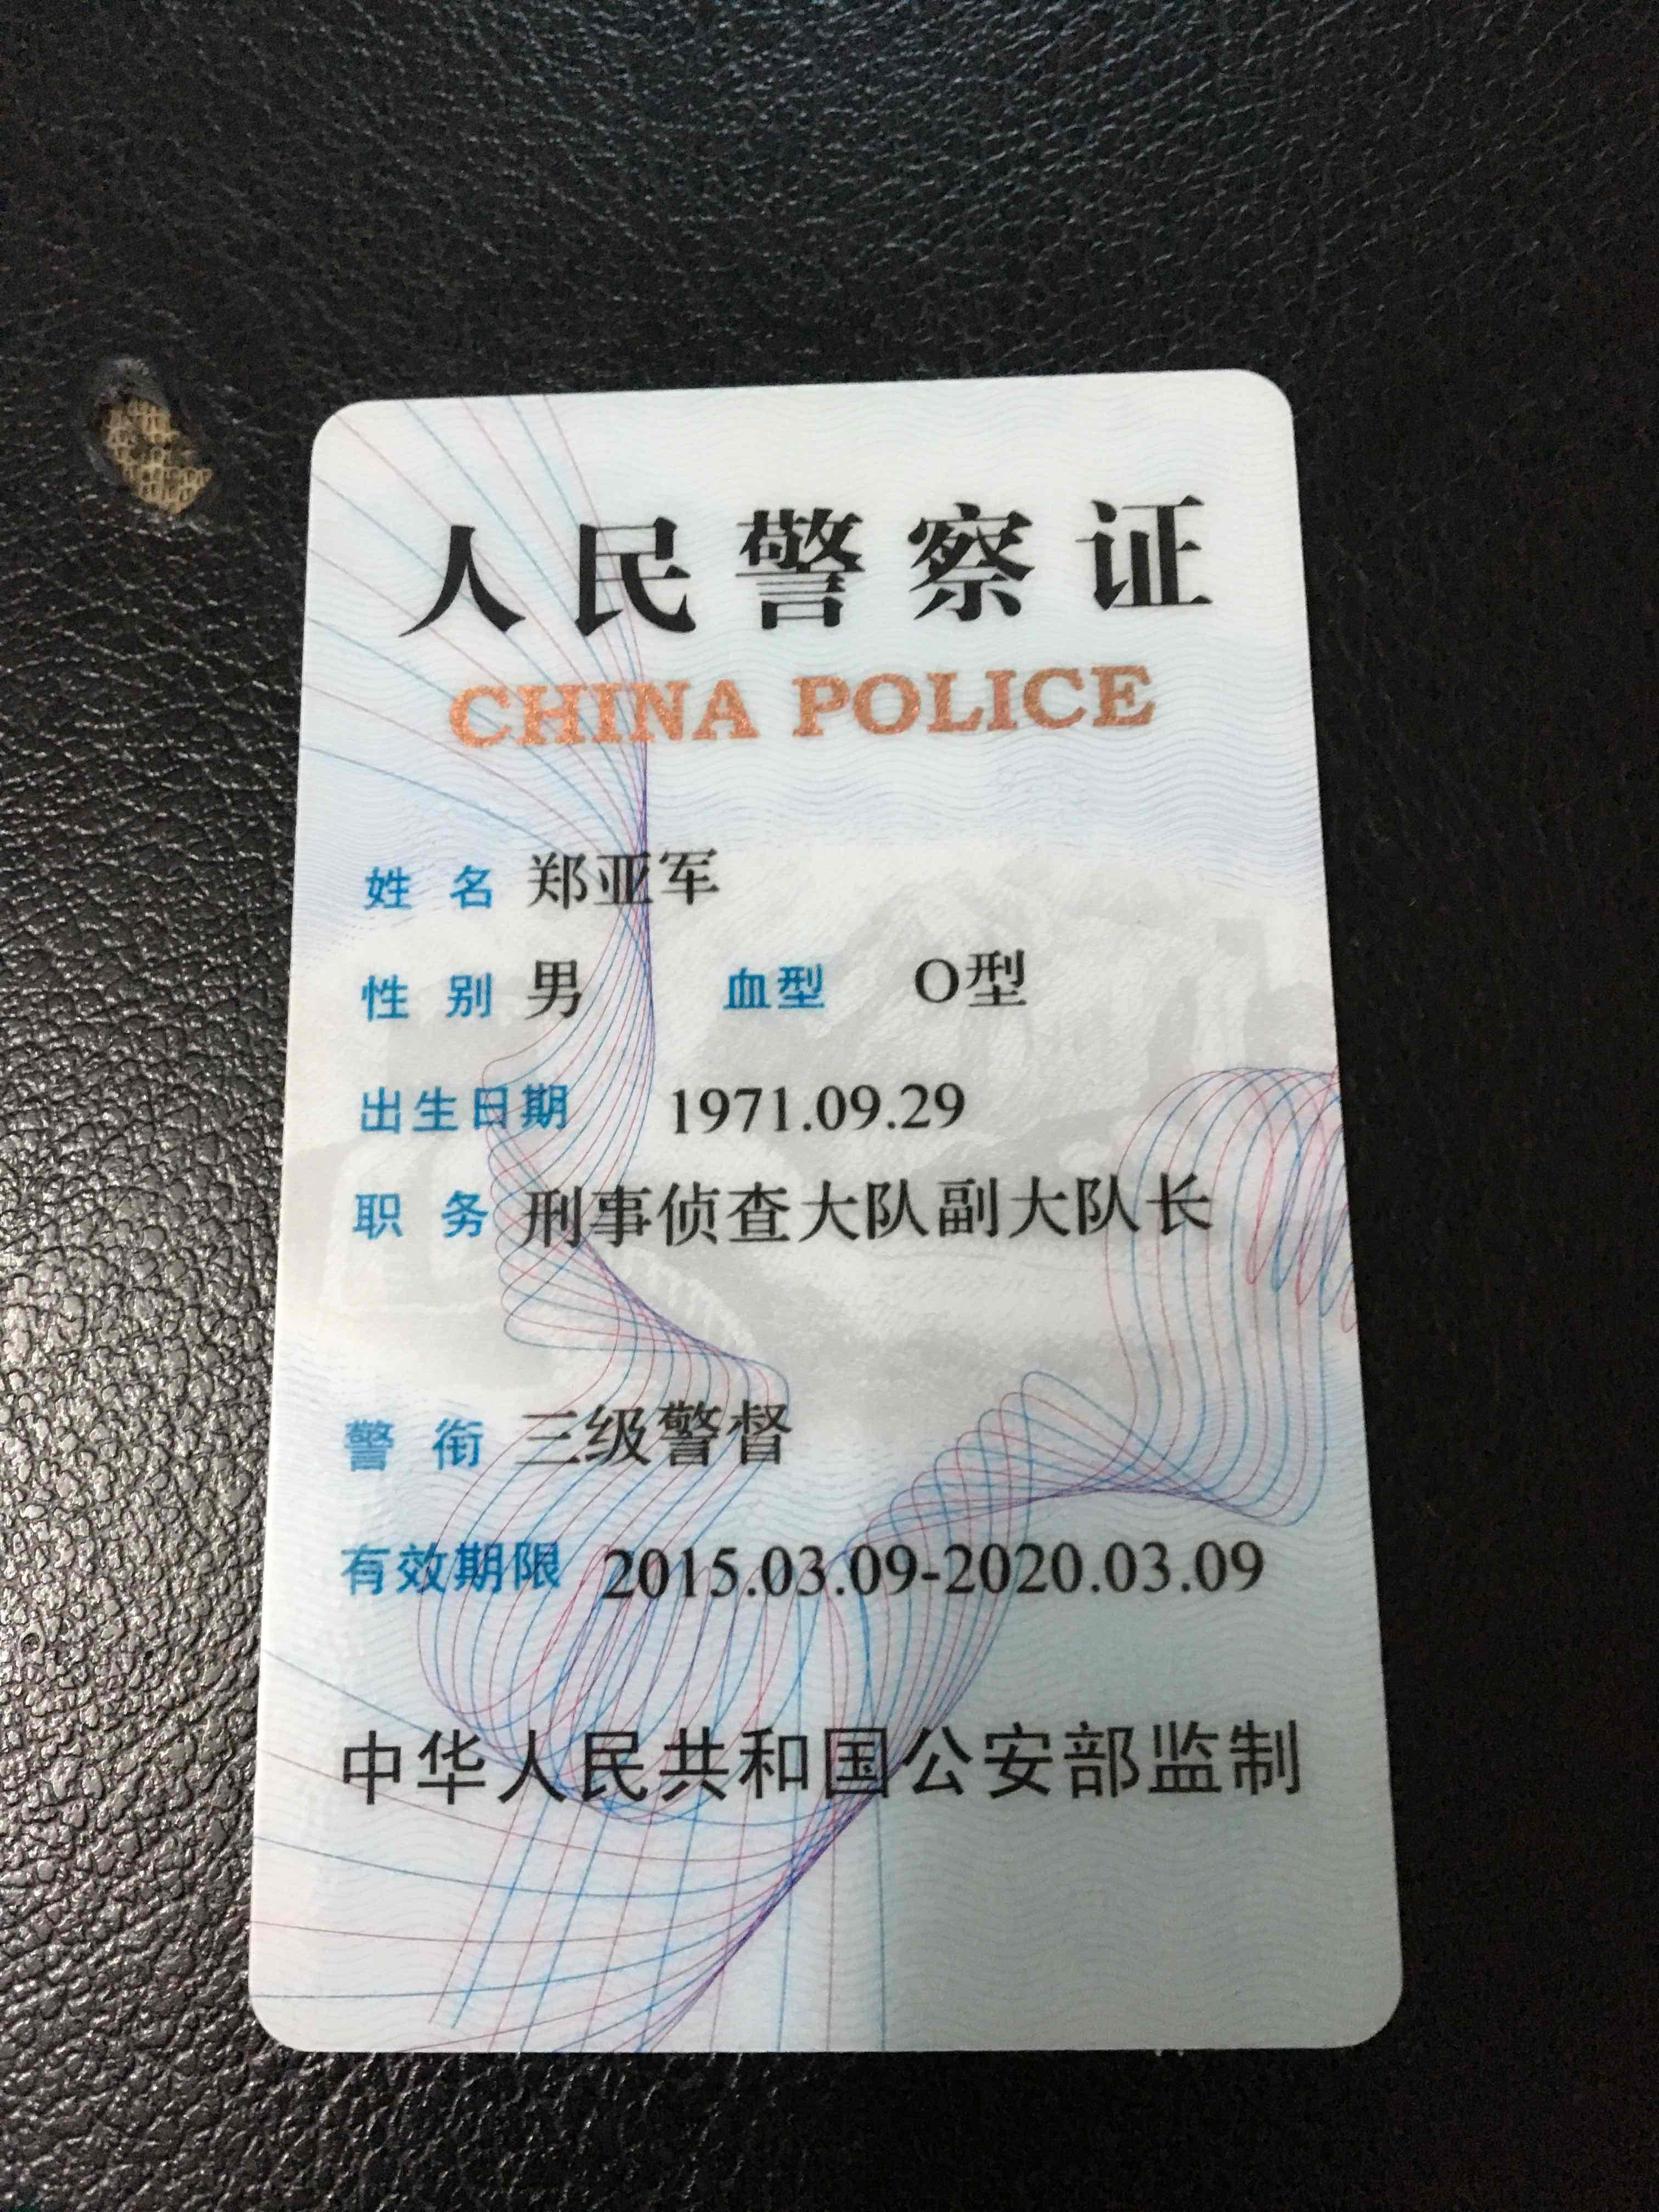 人民警察证
CHINA POLICE
姓名 郑亚军
性别 男 血型 O型
出生日期 1971.09.29
职务 刑事侦查大队副大队长
警衔 三级警督
有效期限 2015.03.09-2020.03.09
中华人民共和国公安部监制